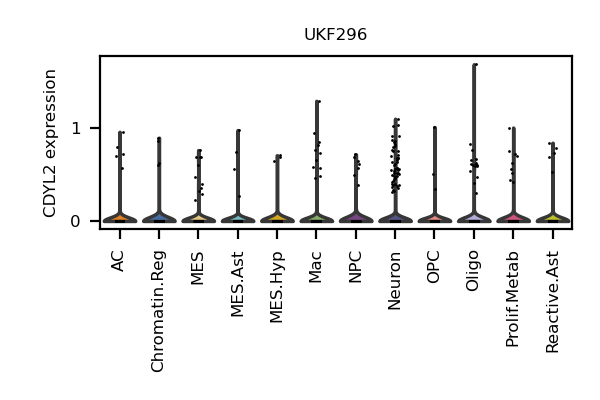 UKF296
CDYL2 expression
1
0
AC
Chromatin.Reg
MES
MES.Ast
MES.Hyp
Mac
NPC
Neuron
OPC
Oligo
Prolif.Metab
Reactive.Ast